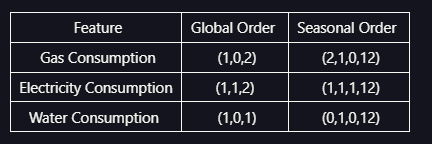 Feature Global Order Seasonal Order
Gas Consumption (1,0,2) (2,1,0,12)
Electricity Consumption (1,1,2) (1,1,1,12)
Water Consumption (1,0,1) (0,1,0,12)